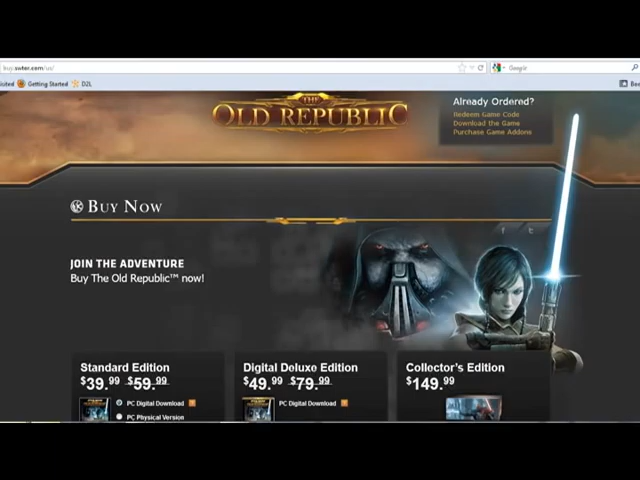 buy.swtor.com/us/
Google
isited Getting Started D2L
THE
OLD REPUBLIC
Already Ordered?
Redeem Game Code
Download the Game
Purchase Game Addons
BUY NOW
f t
JOIN THE ADVENTURE
Buy The Old Republic™ now!
Standard Edition
$39.99 $59.99
PC Digital Download
PC Physical Version
Digital Deluxe Edition
$49.99 $79.99
PC Digital Download
Collector's Edition
$149.99